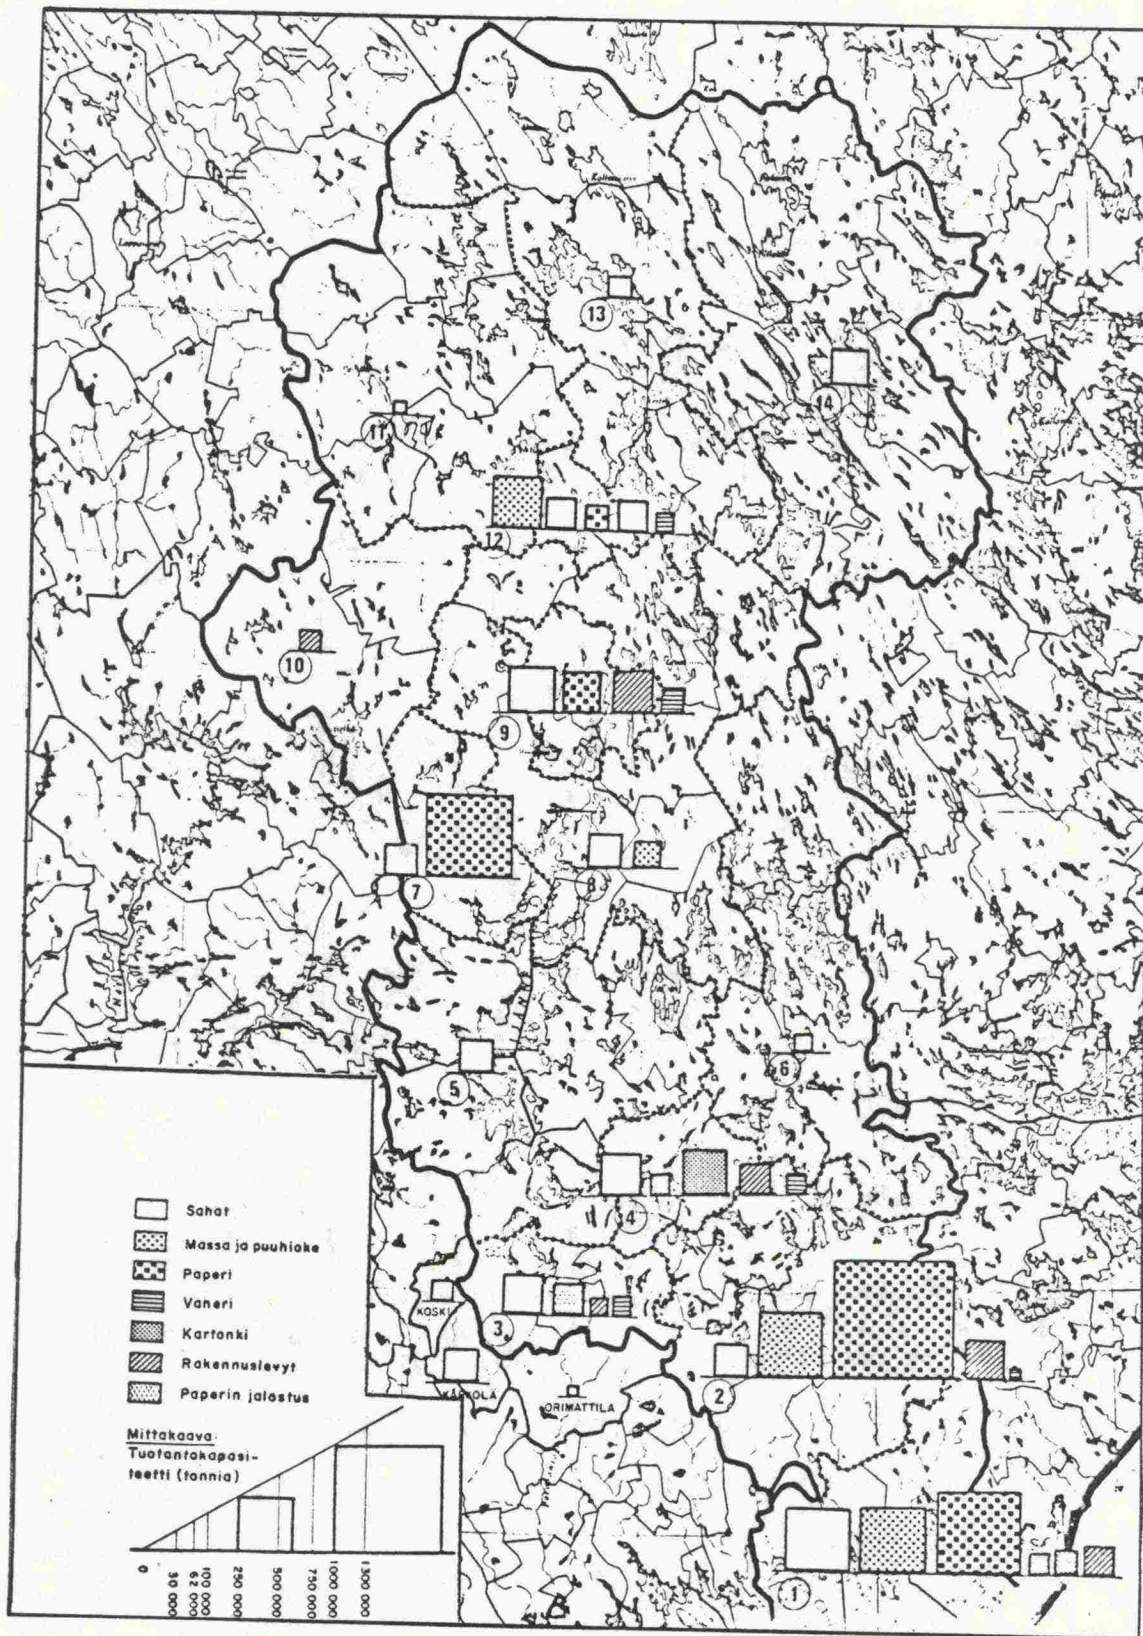 13
14
11
12
10
9
7
8
5
6
4
3
2
1
KOSKI
KÄRKÖLÄ
ORIMATTILA
Sahat
Massa ja puuhioke
Paperi
Vaneri
Kartonki
Rakennuslevyt
Paperin jalostus
Mittakaava:
Tuotantokapasi-
teetti (tonnia)
0
30 000
62 000
100 000
250 000
500 000
750 000
1000 000
1300 000